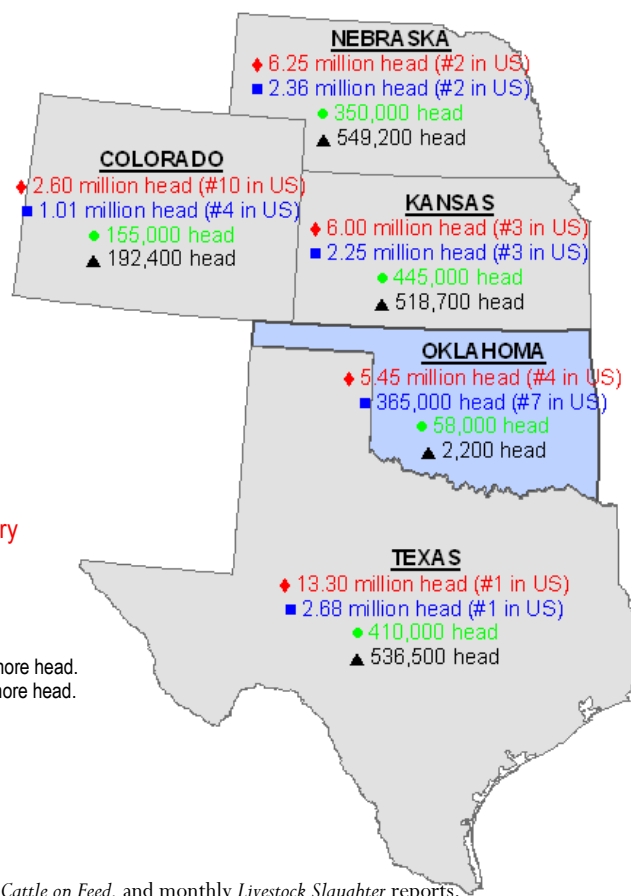 NEBRASKA
♦ 6.25 million head (#2 in US)
■ 2.36 million head (#2 in US)
● 350,000 head
▲ 549,200 head
COLORADO
♦ 2.60 million head (#10 in US)
■ 1.01 million head (#4 in US)
● 155,000 head
▲ 192,400 head
KANSAS
♦ 6.00 million head (#3 in US)
■ 2.25 million head (#3 in US)
● 445,000 head
▲ 518,700 head
OKLAHOMA
♦ 5.45 million head (#4 in US)
■ 365,000 head (#7 in US)
● 58,000 head
▲ 2,200 head
ry
TEXAS
♦ 13.30 million head (#1 in US)
■ 2.68 million head (#1 in US)
● 410,000 head
▲ 536,500 head
more head.
more head.
Cattle on Feed, and monthly Livestock Slaughter reports.